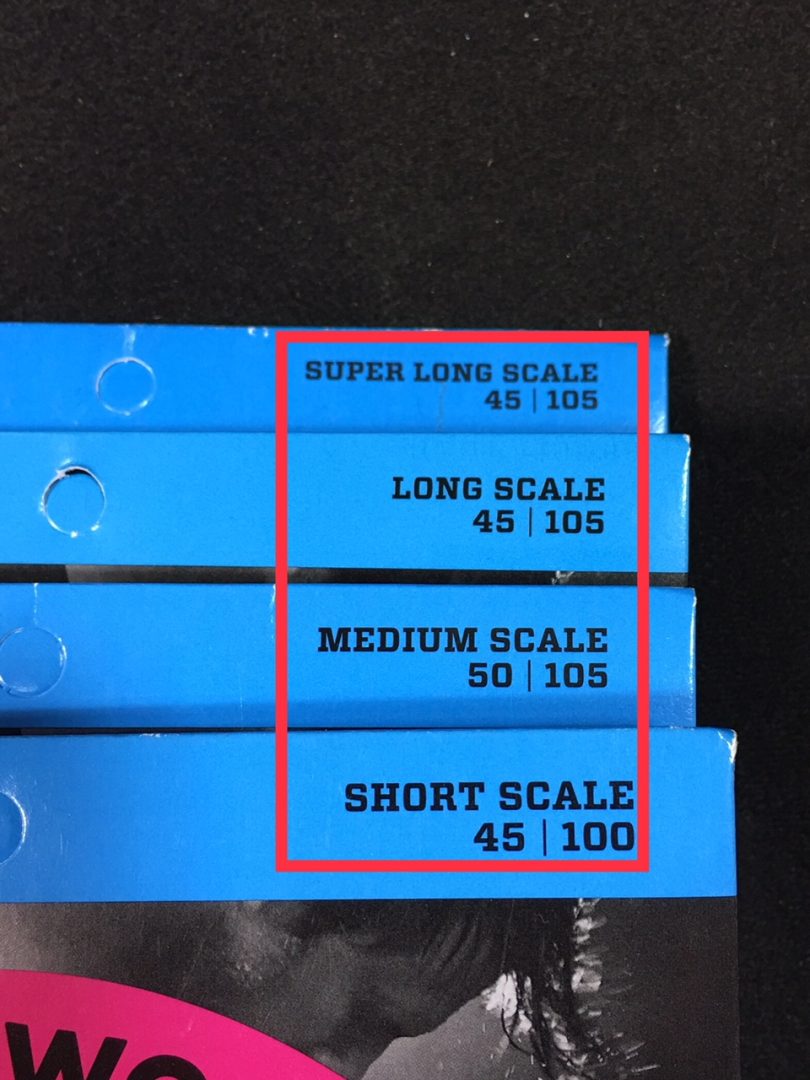 SUPER LONG SCALE
45 | 105
LONG SCALE
45 | 105
MEDIUM SCALE
50 | 105
SHORT SCALE
45 | 100